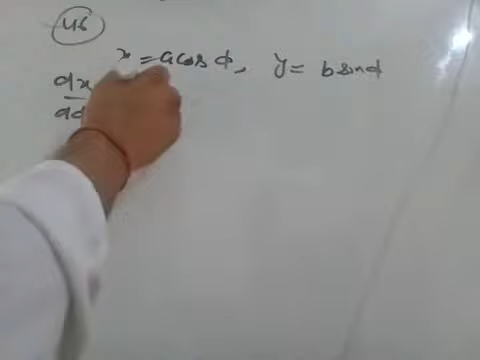 46
x = a cos ϕ, y = b sin ϕ
dx